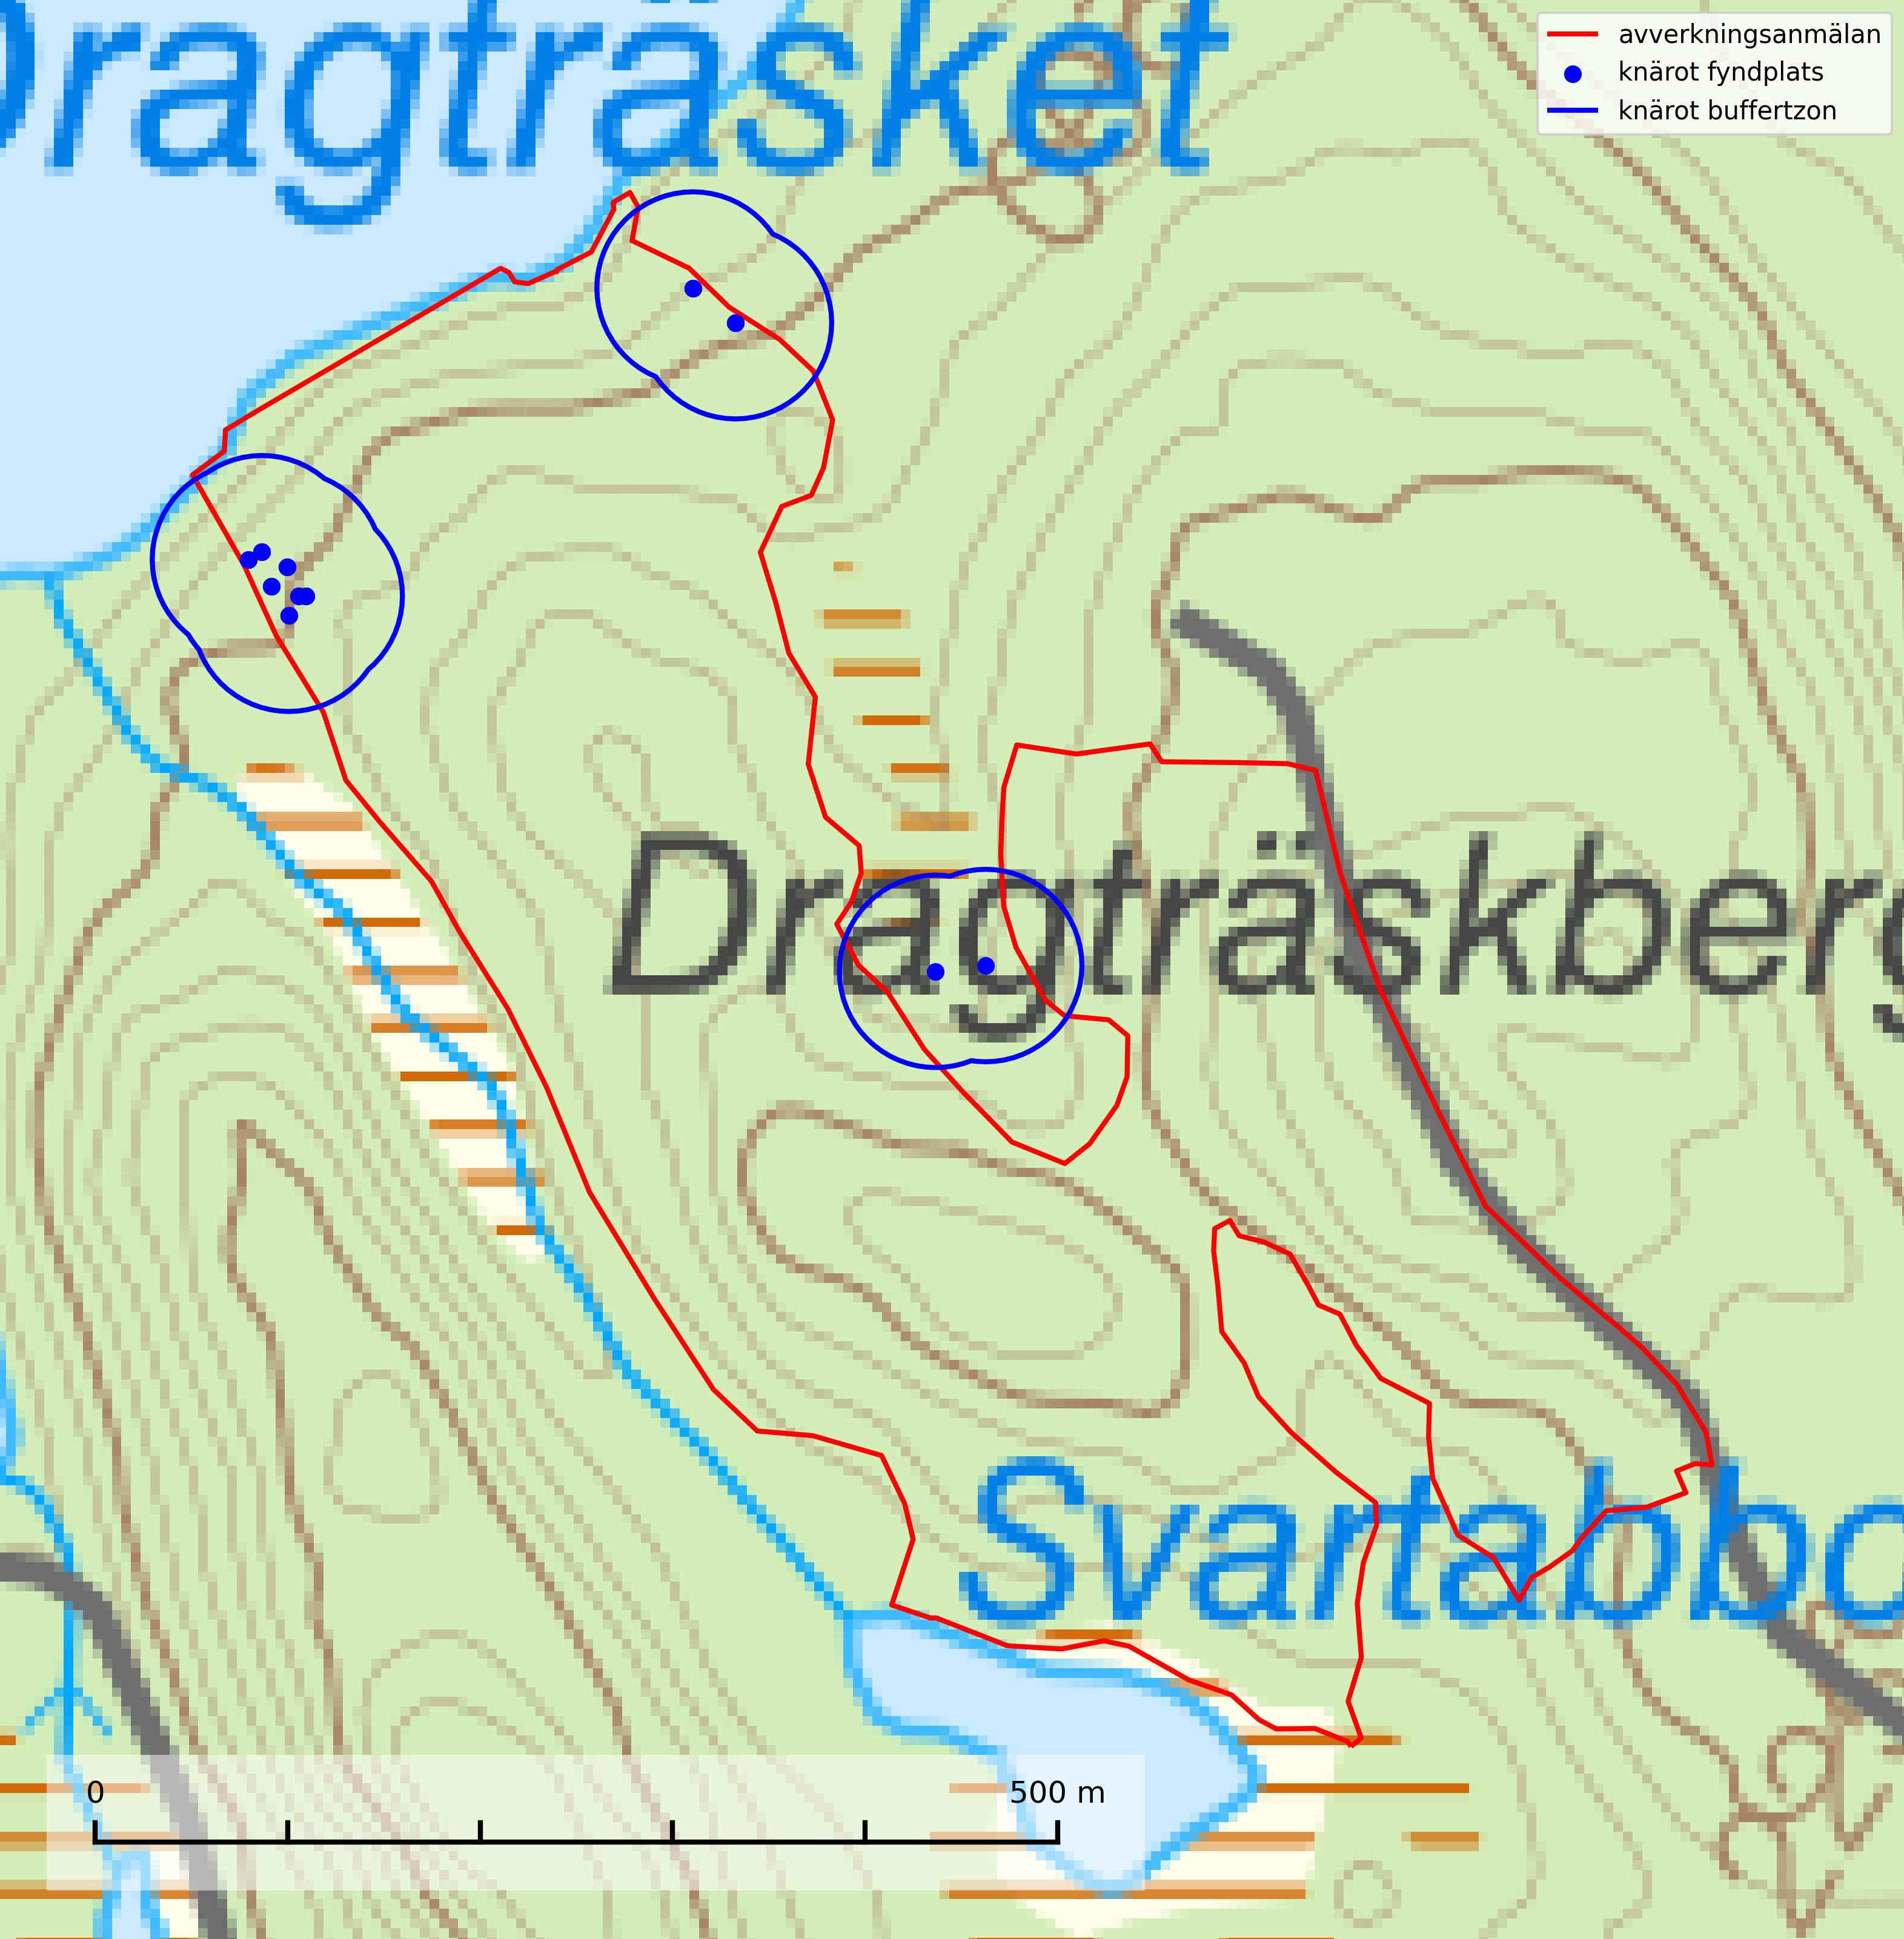 Dragträsket
avverkningsanmälan
knärot fyndplats
knärot buffertzon
Dragträskberg
Svartabbo
0
500 m